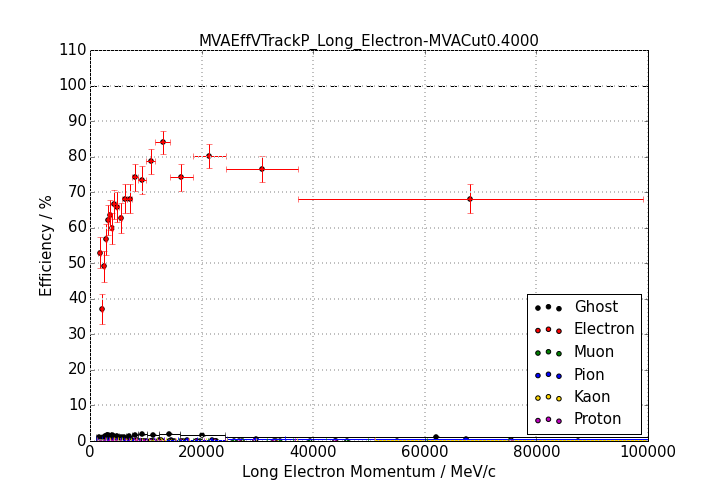 MVAEffVTrackP_Long_Electron-MVACut0.4000
110
100
90
80
70
60
50
40
30
20
10
0
Efficiency / %
Ghost
Electron
Muon
Pion
Kaon
Proton
0 20000 40000 60000 80000 100000
Long Electron Momentum / MeV/c